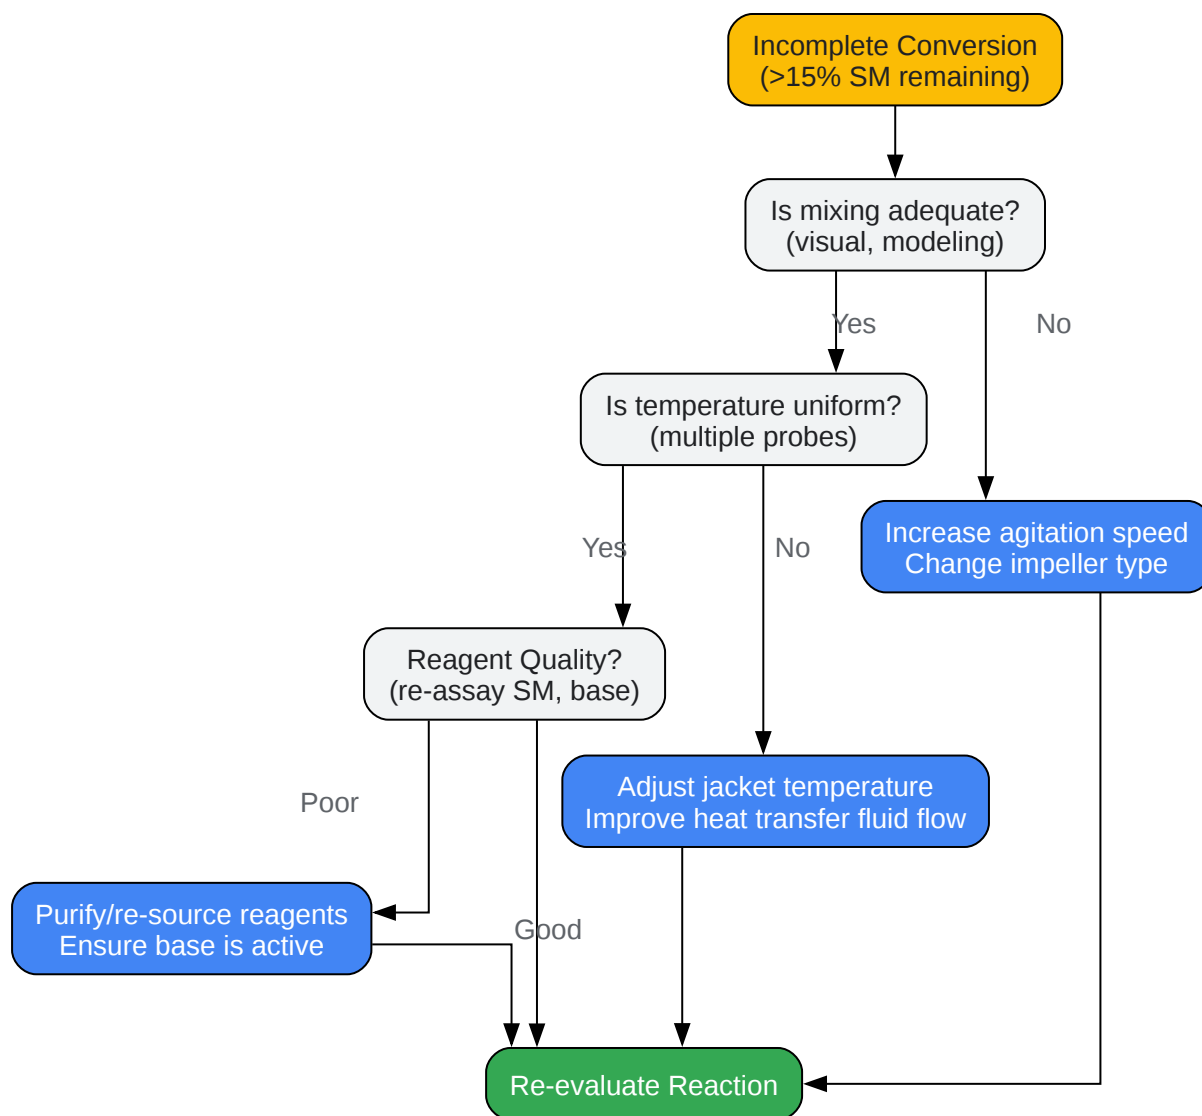 Incomplete Conversion
(>15% SM remaining)
Is mixing adequate?
(visual, modeling)
Yes
No
Is temperature uniform?
(multiple probes)
Increase agitation speed
Change impeller type
Yes
No
Reagent Quality?
(re-assay SM, base)
Adjust jacket temperature
Improve heat transfer fluid flow
Poor
Purify/re-source reagents
Ensure base is active
Good
Re-evaluate Reaction